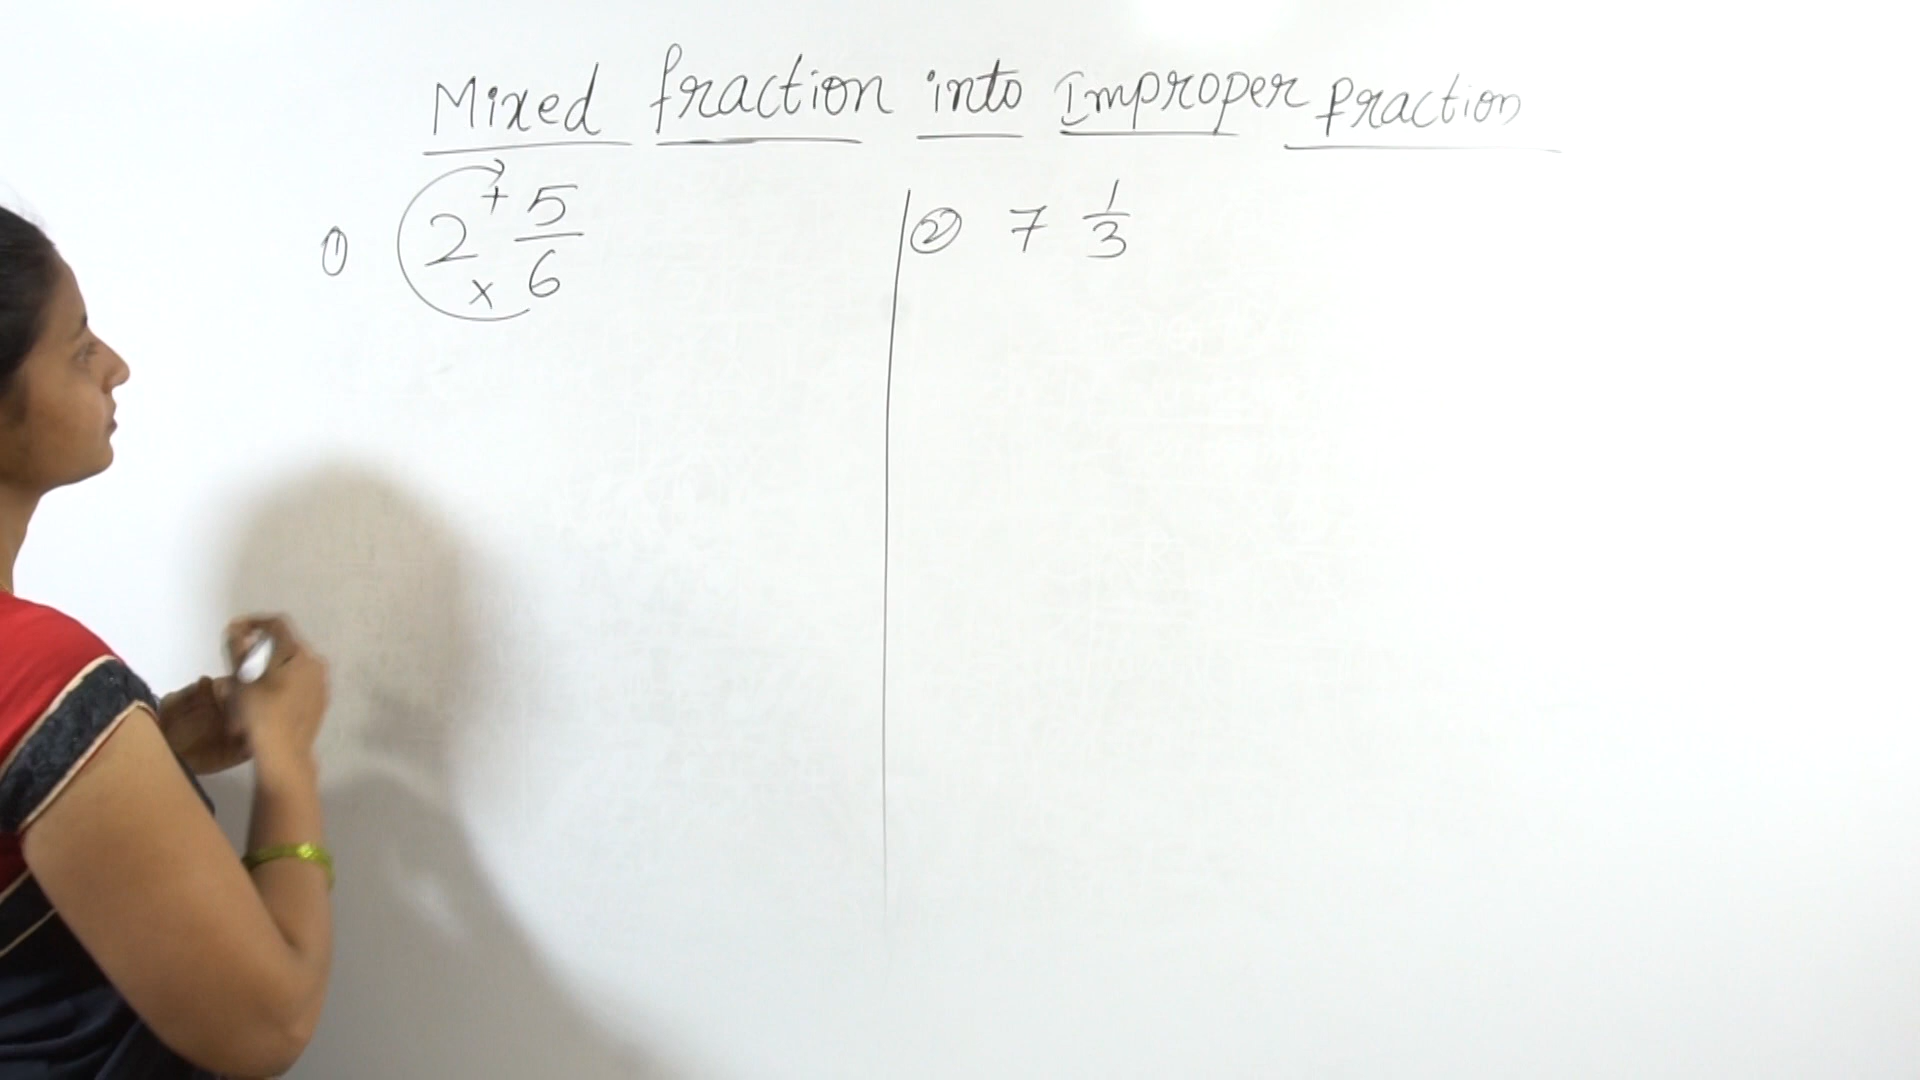 Mixed fraction into Improper fraction
① 2 + 5/6 ×
② 7 1/3